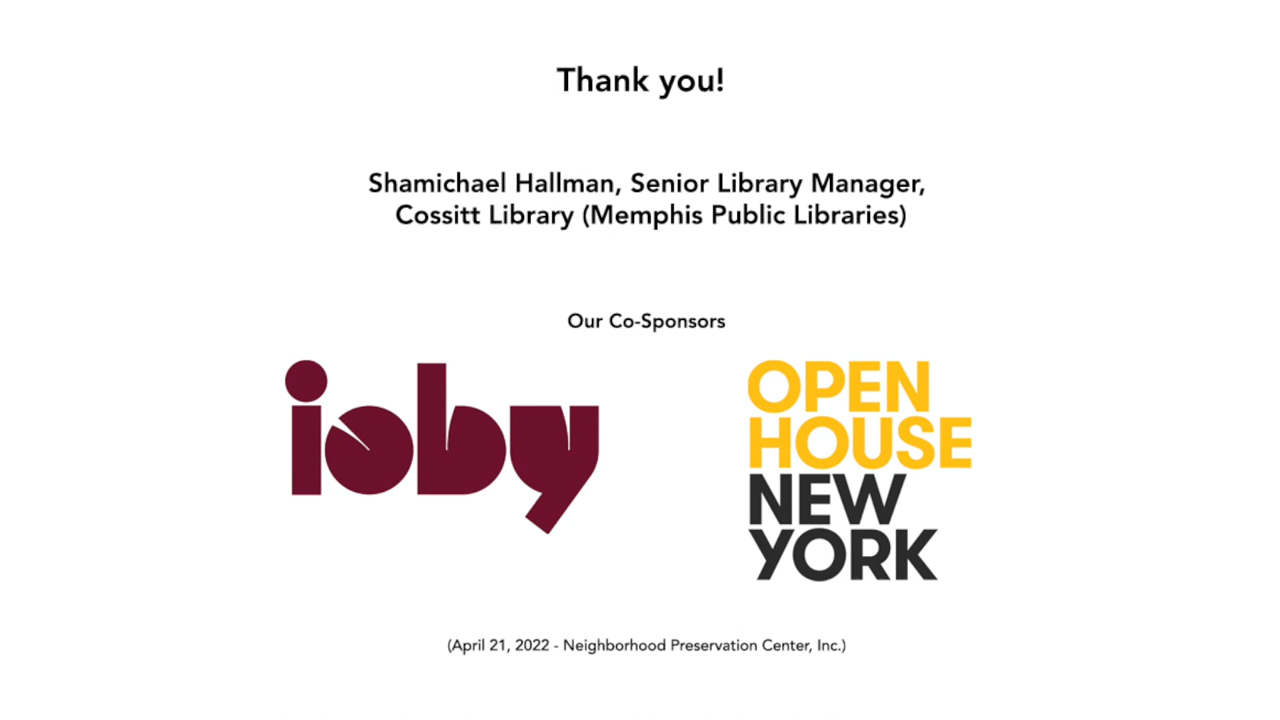 Thank you!
Shamichael Hallman, Senior Library Manager,
Cossitt Library (Memphis Public Libraries)
Our Co-Sponsors
ioby
OPEN
HOUSE
NEW
YORK
(April 21, 2022 - Neighborhood Preservation Center, Inc.)